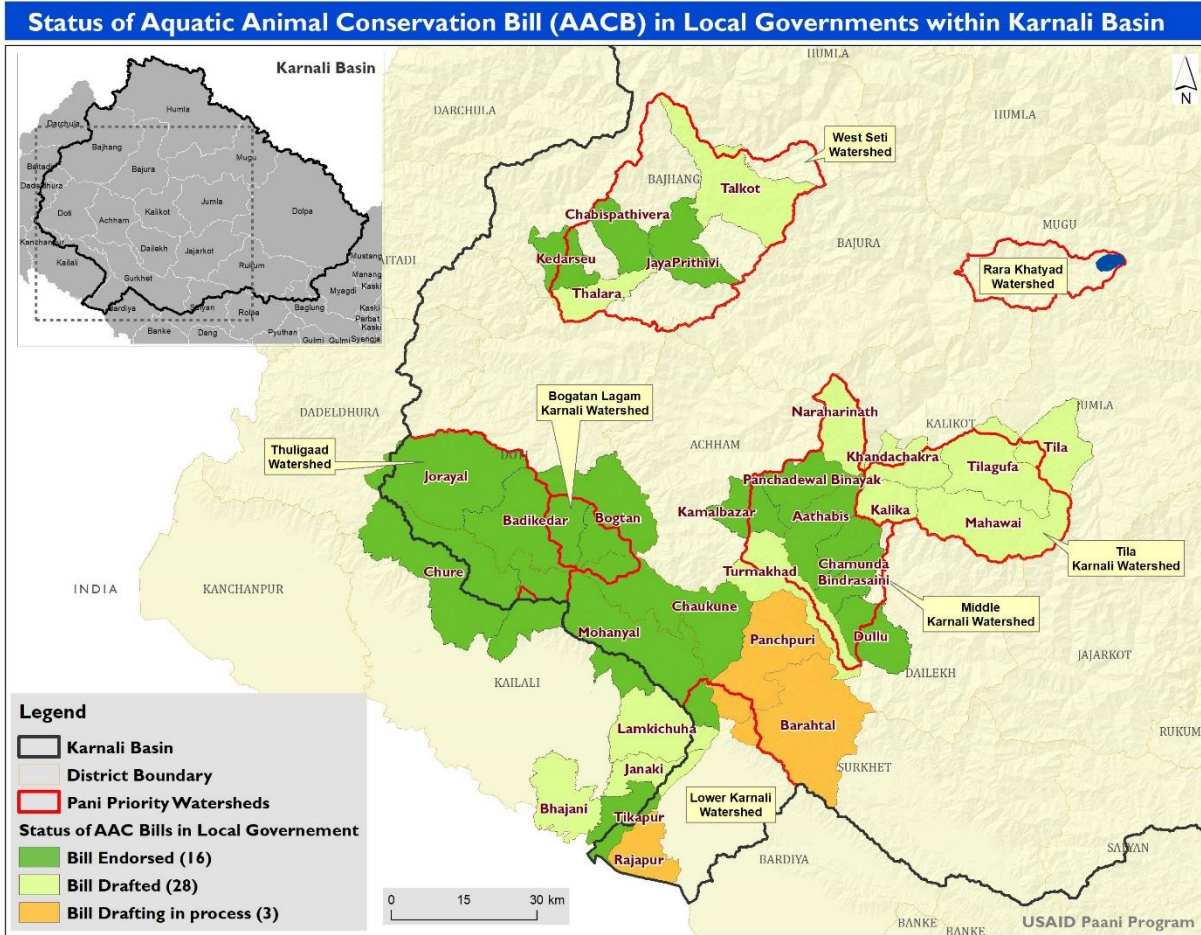 Status of Aquatic Animal Conservation Bill (AACB) in Local Governments within Karnali Basin
Karnali Basin
Humla
Darchula
Bajhang
Mugu
Bajura
Dadeldhura
Jumla
Doti
Achham
Kalikot
Dolpa
Dailekh
Jajarkot
Kailali
Rukum
Mustang
Surkhet
Manang
Myagdi
Kaski
Rolpa
Baglung
Parbat
Kaski
Banke
Dang
Pyuthan
Gulmi
Gulmi
Syangja
HUMLA
DARCHULA
HUMLA
N
West Seti
Watershed
BAJHANG
Talkot
MUGU
Chabispathivera
BAJURA
AITADI
Kedarseu
JayaPrithivi
Rara Khatyad
Watershed
Thalara
Bogatan Lagam
Karnali Watershed
DADELDHURA
Naraharinath
JUMLA
KALIKOT
ACHHAM
Thuligaad
Watershed
Khandachakra
Tila
Tilagufa
Jorayal
Panchadewal Binayak
Kamalbazar
Kalika
Badikedar
Bogtan
Aathabis
Mahawai
Chamunda
Bindrasaini
Tila
Karnali Watershed
Chure
Turmakhad
INDIA
KANCHANPUR
Chaukune
Middle
Karnali Watershed
Mohanyal
Panchpuri
Dullu
JAJARKOT
DAILEKH
KAILALI
Lamkichuha
Barahtal
RUKUM
SURKHET
Janaki
Bhajani
Lower Karnali
Watershed
Tikapur
Rajapur
BARDIYA
SALYAN
BANKE
BANKE
Legend
Karnali Basin
District Boundary
Pani Priority Watersheds
Status of AAC Bills in Local Governement
Bill Endorsed (16)
Bill Drafted (28)
Bill Drafting in process (3)
0 15 30 km
USAID Paani Program